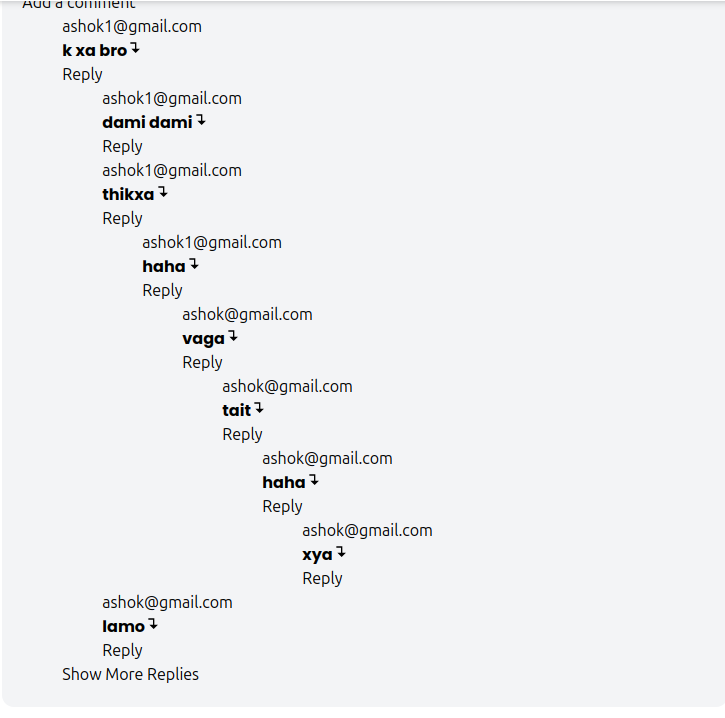 Add a comment
ashok1@gmail.com
k xa bro
Reply
ashok1@gmail.com
dami dami
Reply
ashok1@gmail.com
thikxa
Reply
ashok1@gmail.com
haha
Reply
ashok@gmail.com
vaga
Reply
ashok@gmail.com
tait
Reply
ashok@gmail.com
haha
Reply
ashok@gmail.com
xya
Reply
ashok@gmail.com
lamo
Reply
Show More Replies